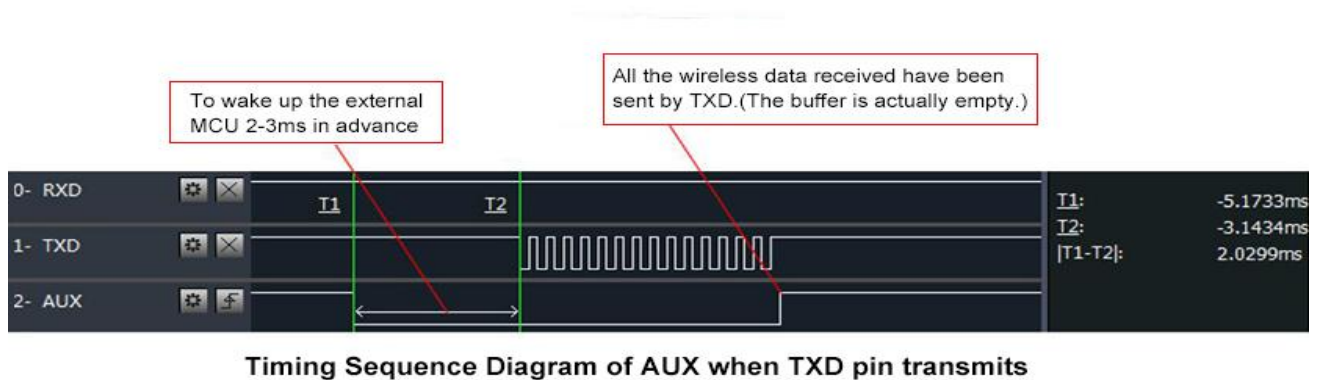 To wake up the external
MCU 2-3ms in advance
All the wireless data received have been
sent by TXD.(The buffer is actually empty.)
0- RXD
T1
T2
1- TXD
2- AUX
T1: -5.1733ms
T2: -3.1434ms
|T1-T2|: 2.0299ms
Timing Sequence Diagram of AUX when TXD pin transmits